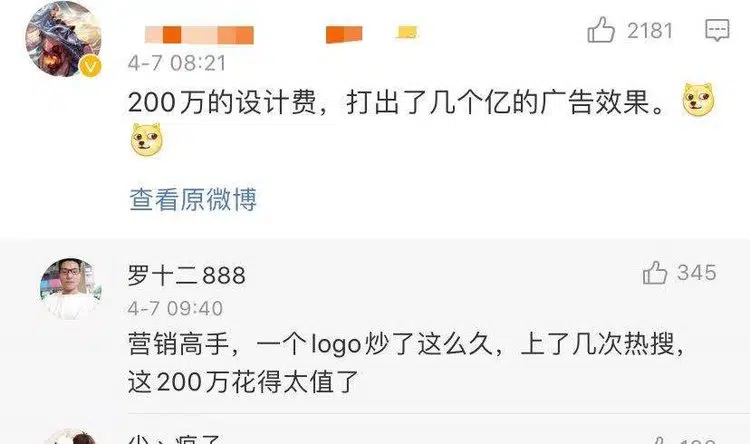 2181
4-7 08:21
200万的设计费，打出了几个亿的广告效果。
查看原微博
罗十二888
345
4-7 09:40
营销高手，一个logo炒了这么久，上了几次热搜，
这200万花得太值了